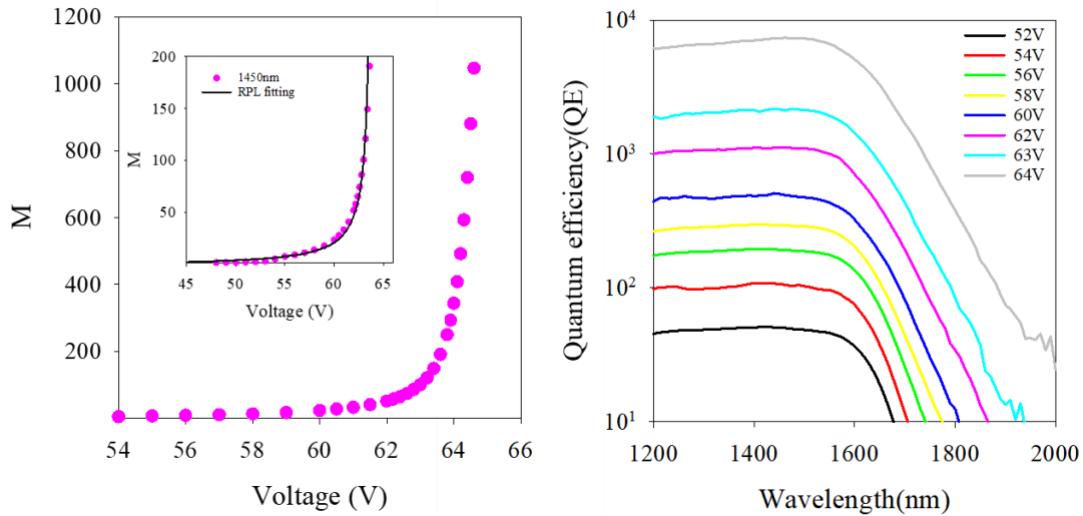 1200
1000
800
600
400
200
M
54
56
58
60
62
64
66
Voltage (V)
200
150
100
50
M
1450nm
RPL fitting
45
50
55
60
65
Voltage (V)
10⁴
10³
10²
10¹
Quantum efficiency(QE)
52V
54V
56V
58V
60V
62V
63V
64V
1200
1400
1600
1800
2000
Wavelength(nm)